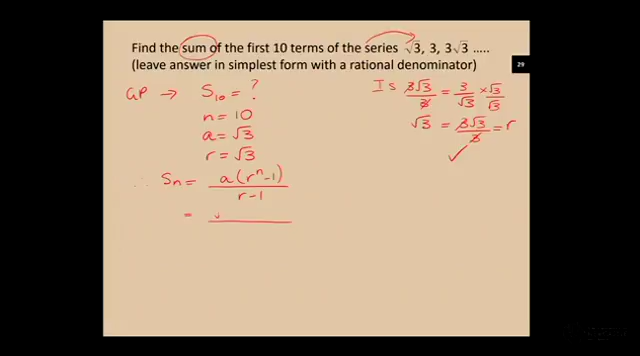 Find the sum of the first 10 terms of the series √3, 3, 3√3 .....
(leave answer in simplest form with a rational denominator)
29
GP → S₁₀ = ?
n = 10
a = √3
r = √3
∴ Sn = a(rⁿ-1) / r-1
=
Is 3√3/3 = 3/√3 × √3/√3
√3 = 3√3/3 = r
✓